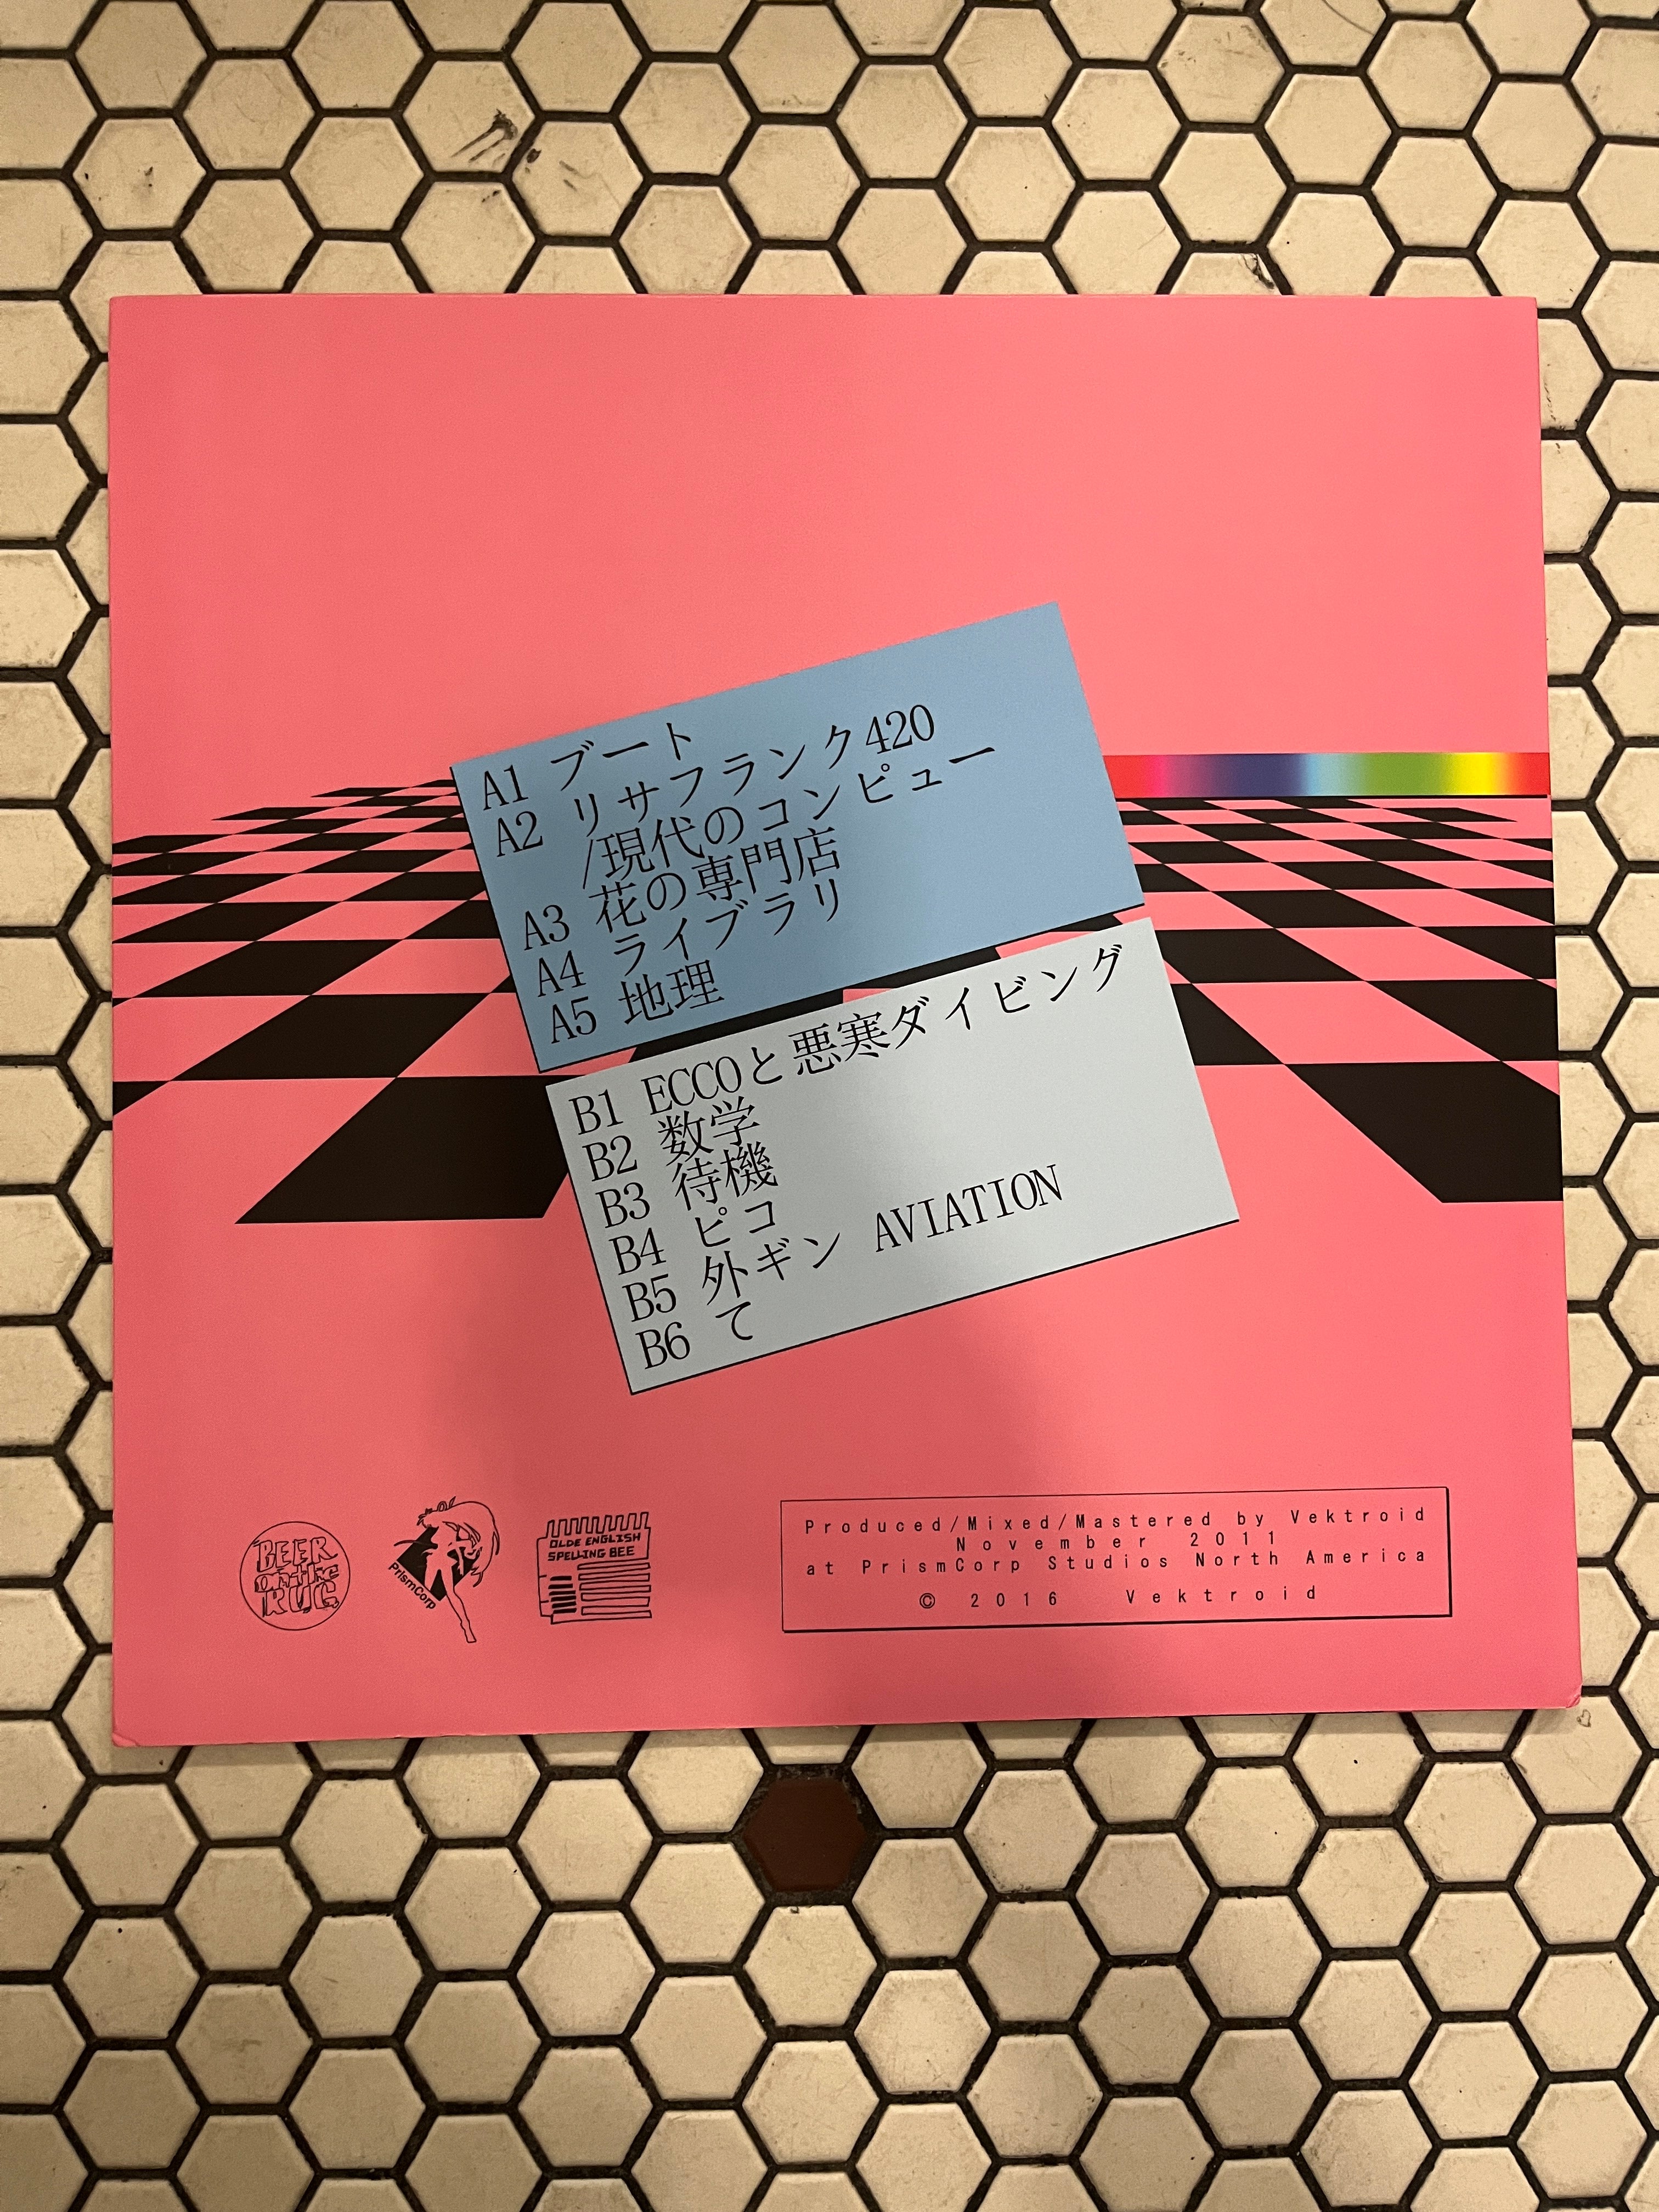 A1 ブート
A2 リサフランク420
/現代のコンピュー
A3 花の専門店
A4 ライブラリ
A5 地理
B1 ECCOと悪寒ダイビング
B2 数学
B3 待機
B4 ピコ
B5 外ギン AVIATION
B6 て
BEER
on the
RUG
PrismCorp
OLDE ENGLISH
SPELLING BEE
Produced/Mixed/Mastered by Vektroid
November 2011
at PrismCorp Studios North America
© 2016 Vektroid